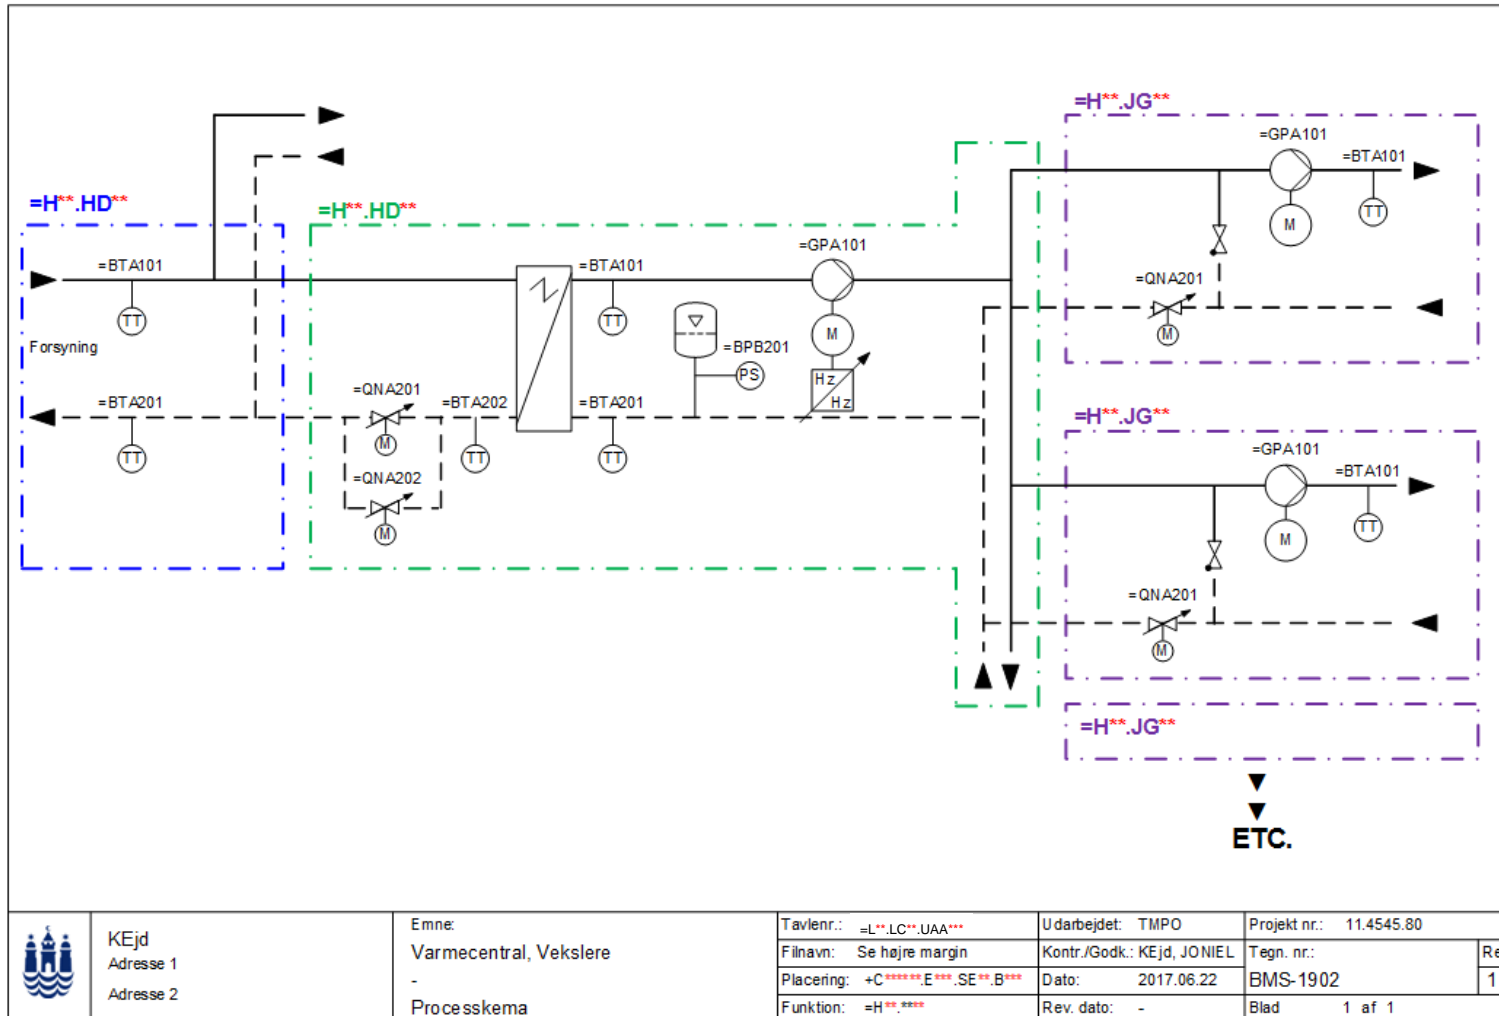 =H**.JG**
=GPA101
=BTA101
TT
M
=QNA201
M
=H**.HD**
=BTA101
TT
Forsyning
=BTA201
TT
=H**.HD**
=BTA101
TT
=GPA101
M
Hz
Hz
=BPB201
PS
=QNA201
M
=QNA202
M
=BTA202
TT
=BTA201
TT
=H**.JG**
=GPA101
=BTA101
TT
M
=QNA201
M
=H**.JG**
ETC.
KEjd
Adresse 1
Adresse 2
Emne:
Varmecentral, Vekslere
-
Processkema
Tavlenr.: =L**.LC**.UAA***
Filnavn: Se højre margin
Placering: +C******.E***.SE**.B***
Funktion: =H**.****
Udarbejdet: TMPO
Kontr./Godk.: KEjd, JONIEL
Dato: 2017.06.22
Rev. dato: -
Projekt nr.: 11.4545.80
Tegn. nr.:
BMS-1902
Blad 1 af 1
Re
1